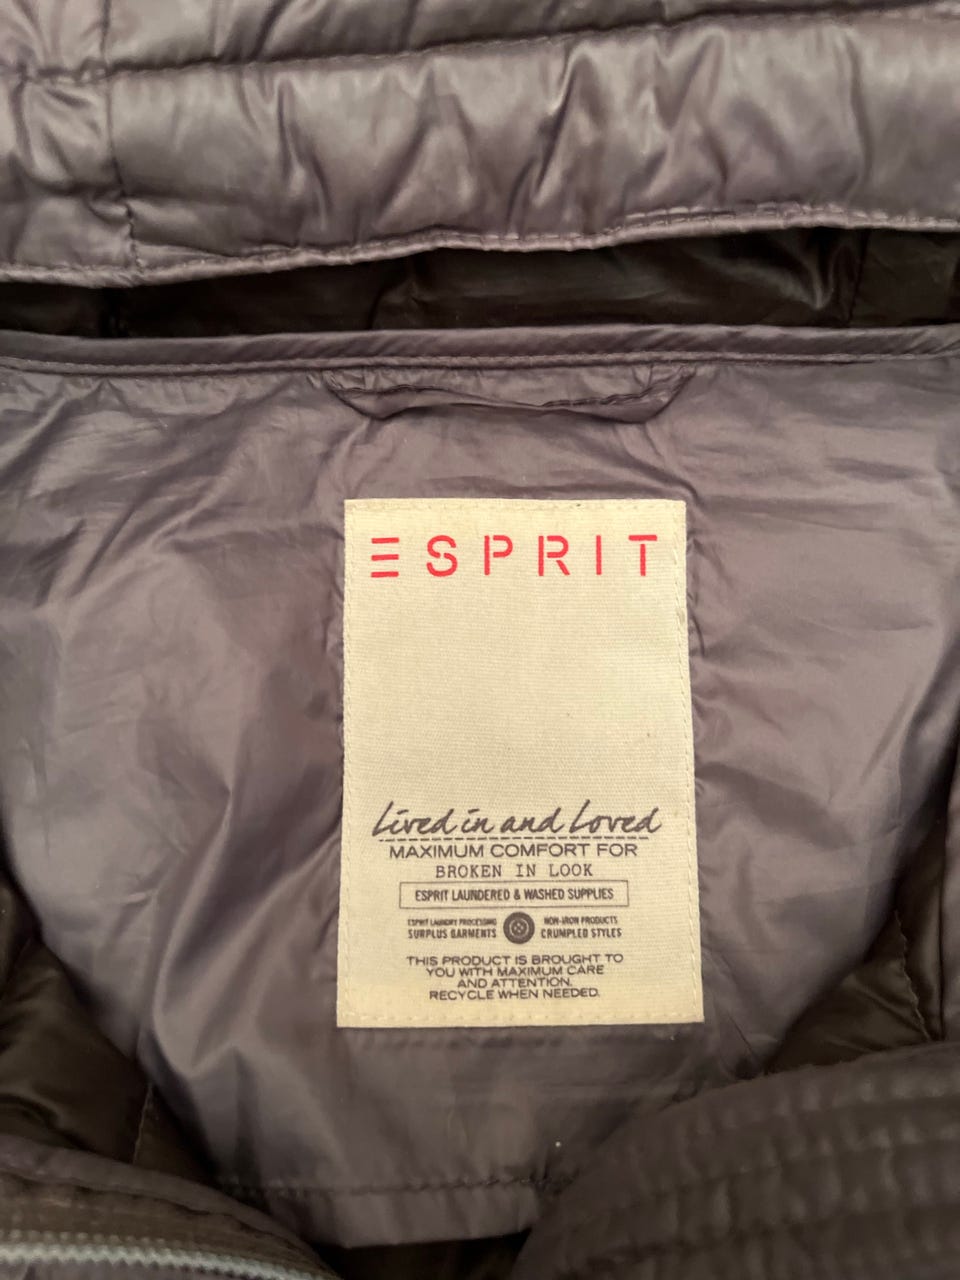 ESPRIT
Lived in and Loved
MAXIMUM COMFORT FOR
BROKEN IN LOOK
ESPRIT LAUNDERED & WASHED SUPPLIES
ESPRIT LAUNDRY PROCESSING NON-IRON PRODUCTS
SURPLUS GARMENTS CRUMPLED STYLES
THIS PRODUCT IS BROUGHT TO
YOU WITH MAXIMUM CARE
AND ATTENTION.
RECYCLE WHEN NEEDED.